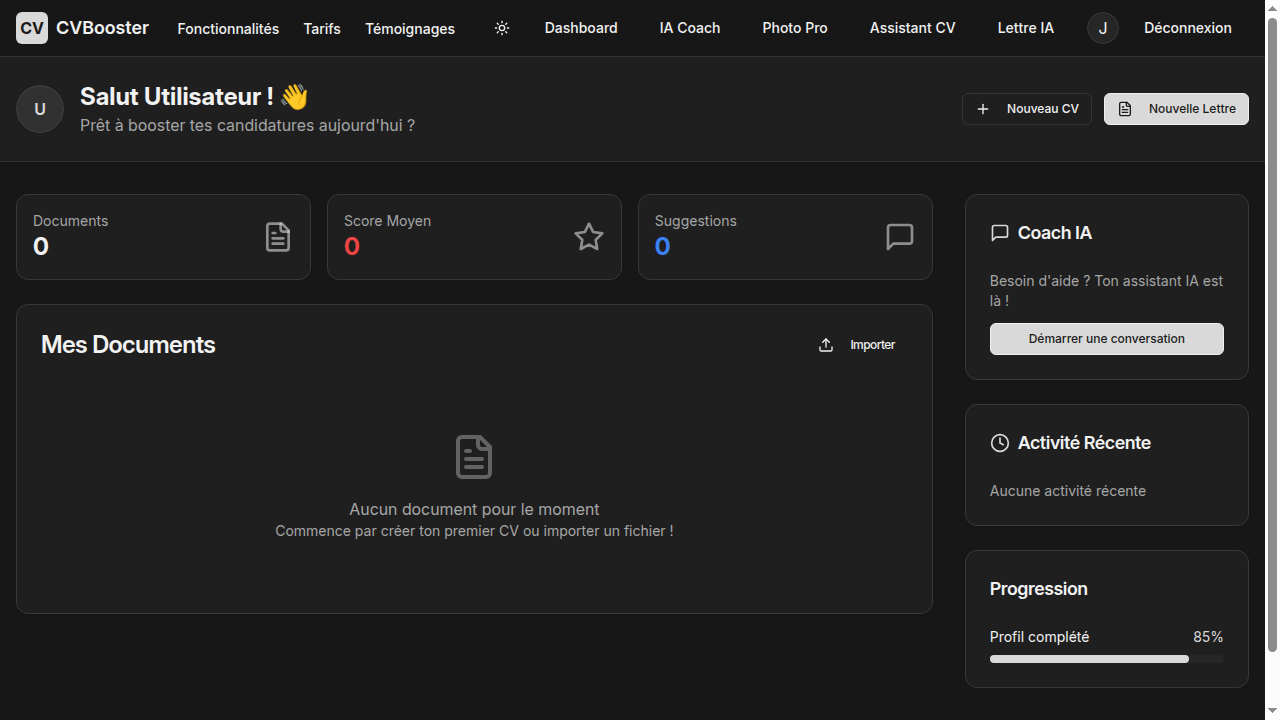 CV CVBooster Fonctionnalités Tarifs Témoignages Dashboard IA Coach Photo Pro Assistant CV Lettre IA J Déconnexion
U
Salut Utilisateur ! 👋
Prêt à booster tes candidatures aujourd'hui ?
Nouveau CV
Nouvelle Lettre
Documents
0
Score Moyen
0
Suggestions
0
Mes Documents
Importer
Aucun document pour le moment
Commence par créer ton premier CV ou importer un fichier !
Coach IA
Besoin d'aide ? Ton assistant IA est
là !
Démarrer une conversation
Activité Récente
Aucune activité récente
Progression
Profil complété 85%